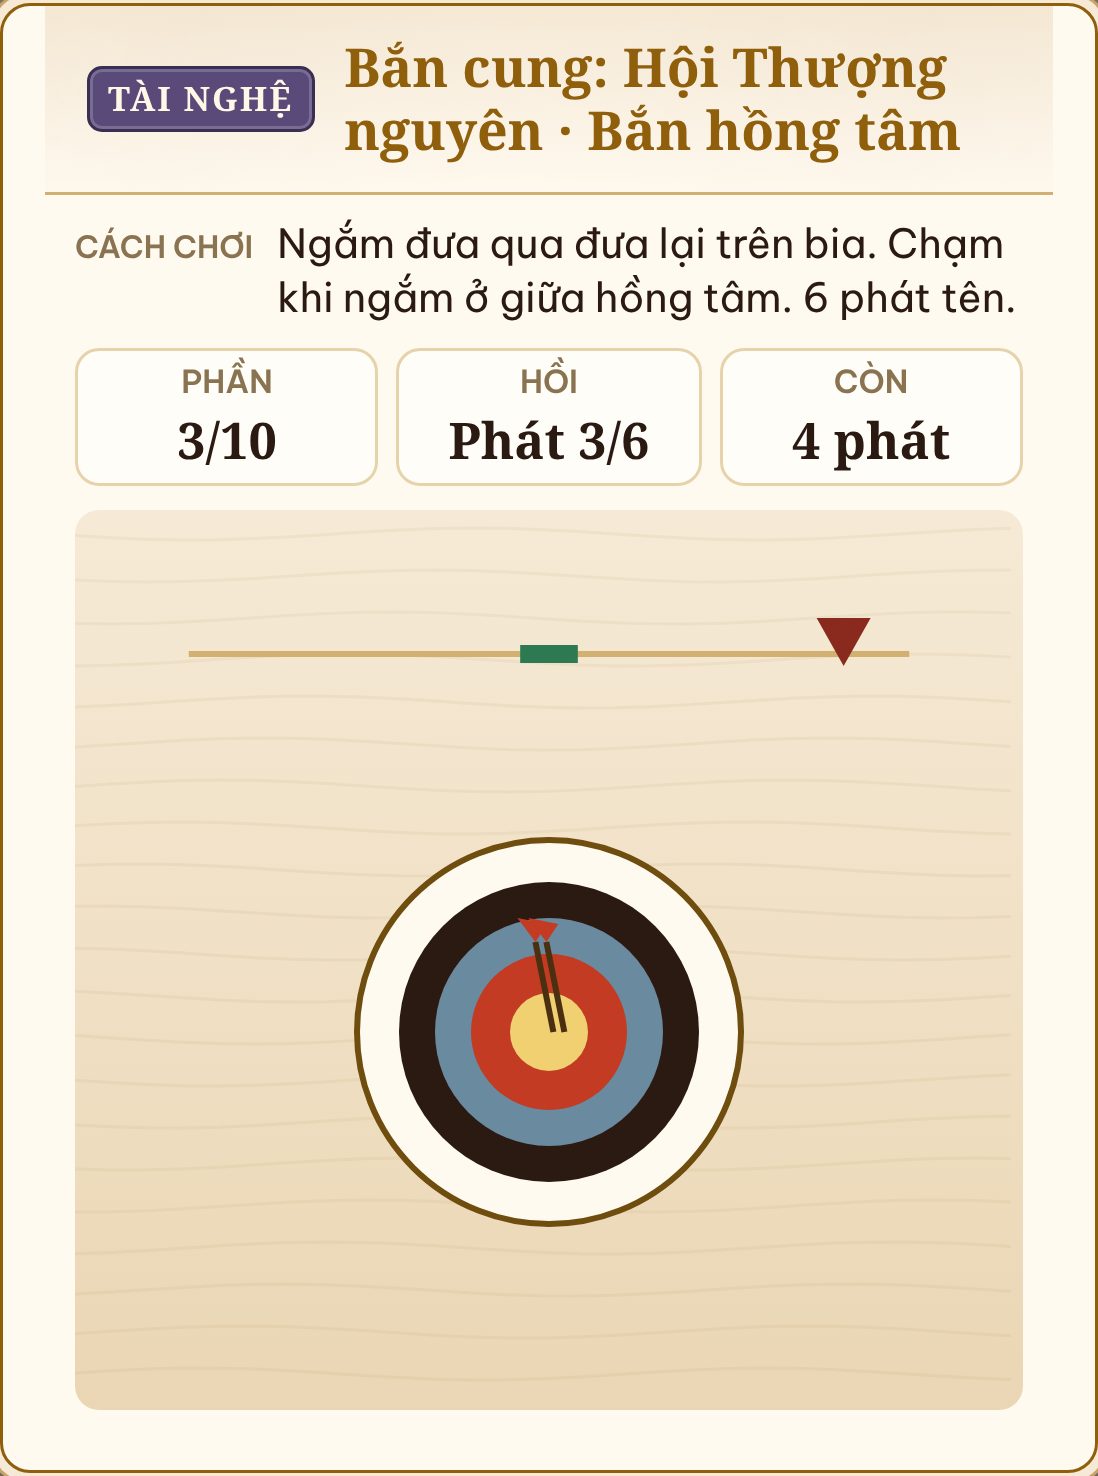 TÀI NGHỆ
Bắn cung: Hội Thượng
nguyên · Bắn hồng tâm
CÁCH CHƠI
Ngắm đưa qua đưa lại trên bia. Chạm
khi ngắm ở giữa hồng tâm. 6 phát tên.
PHẦN
3/10
HỒI
Phát 3/6
CÒN
4 phát